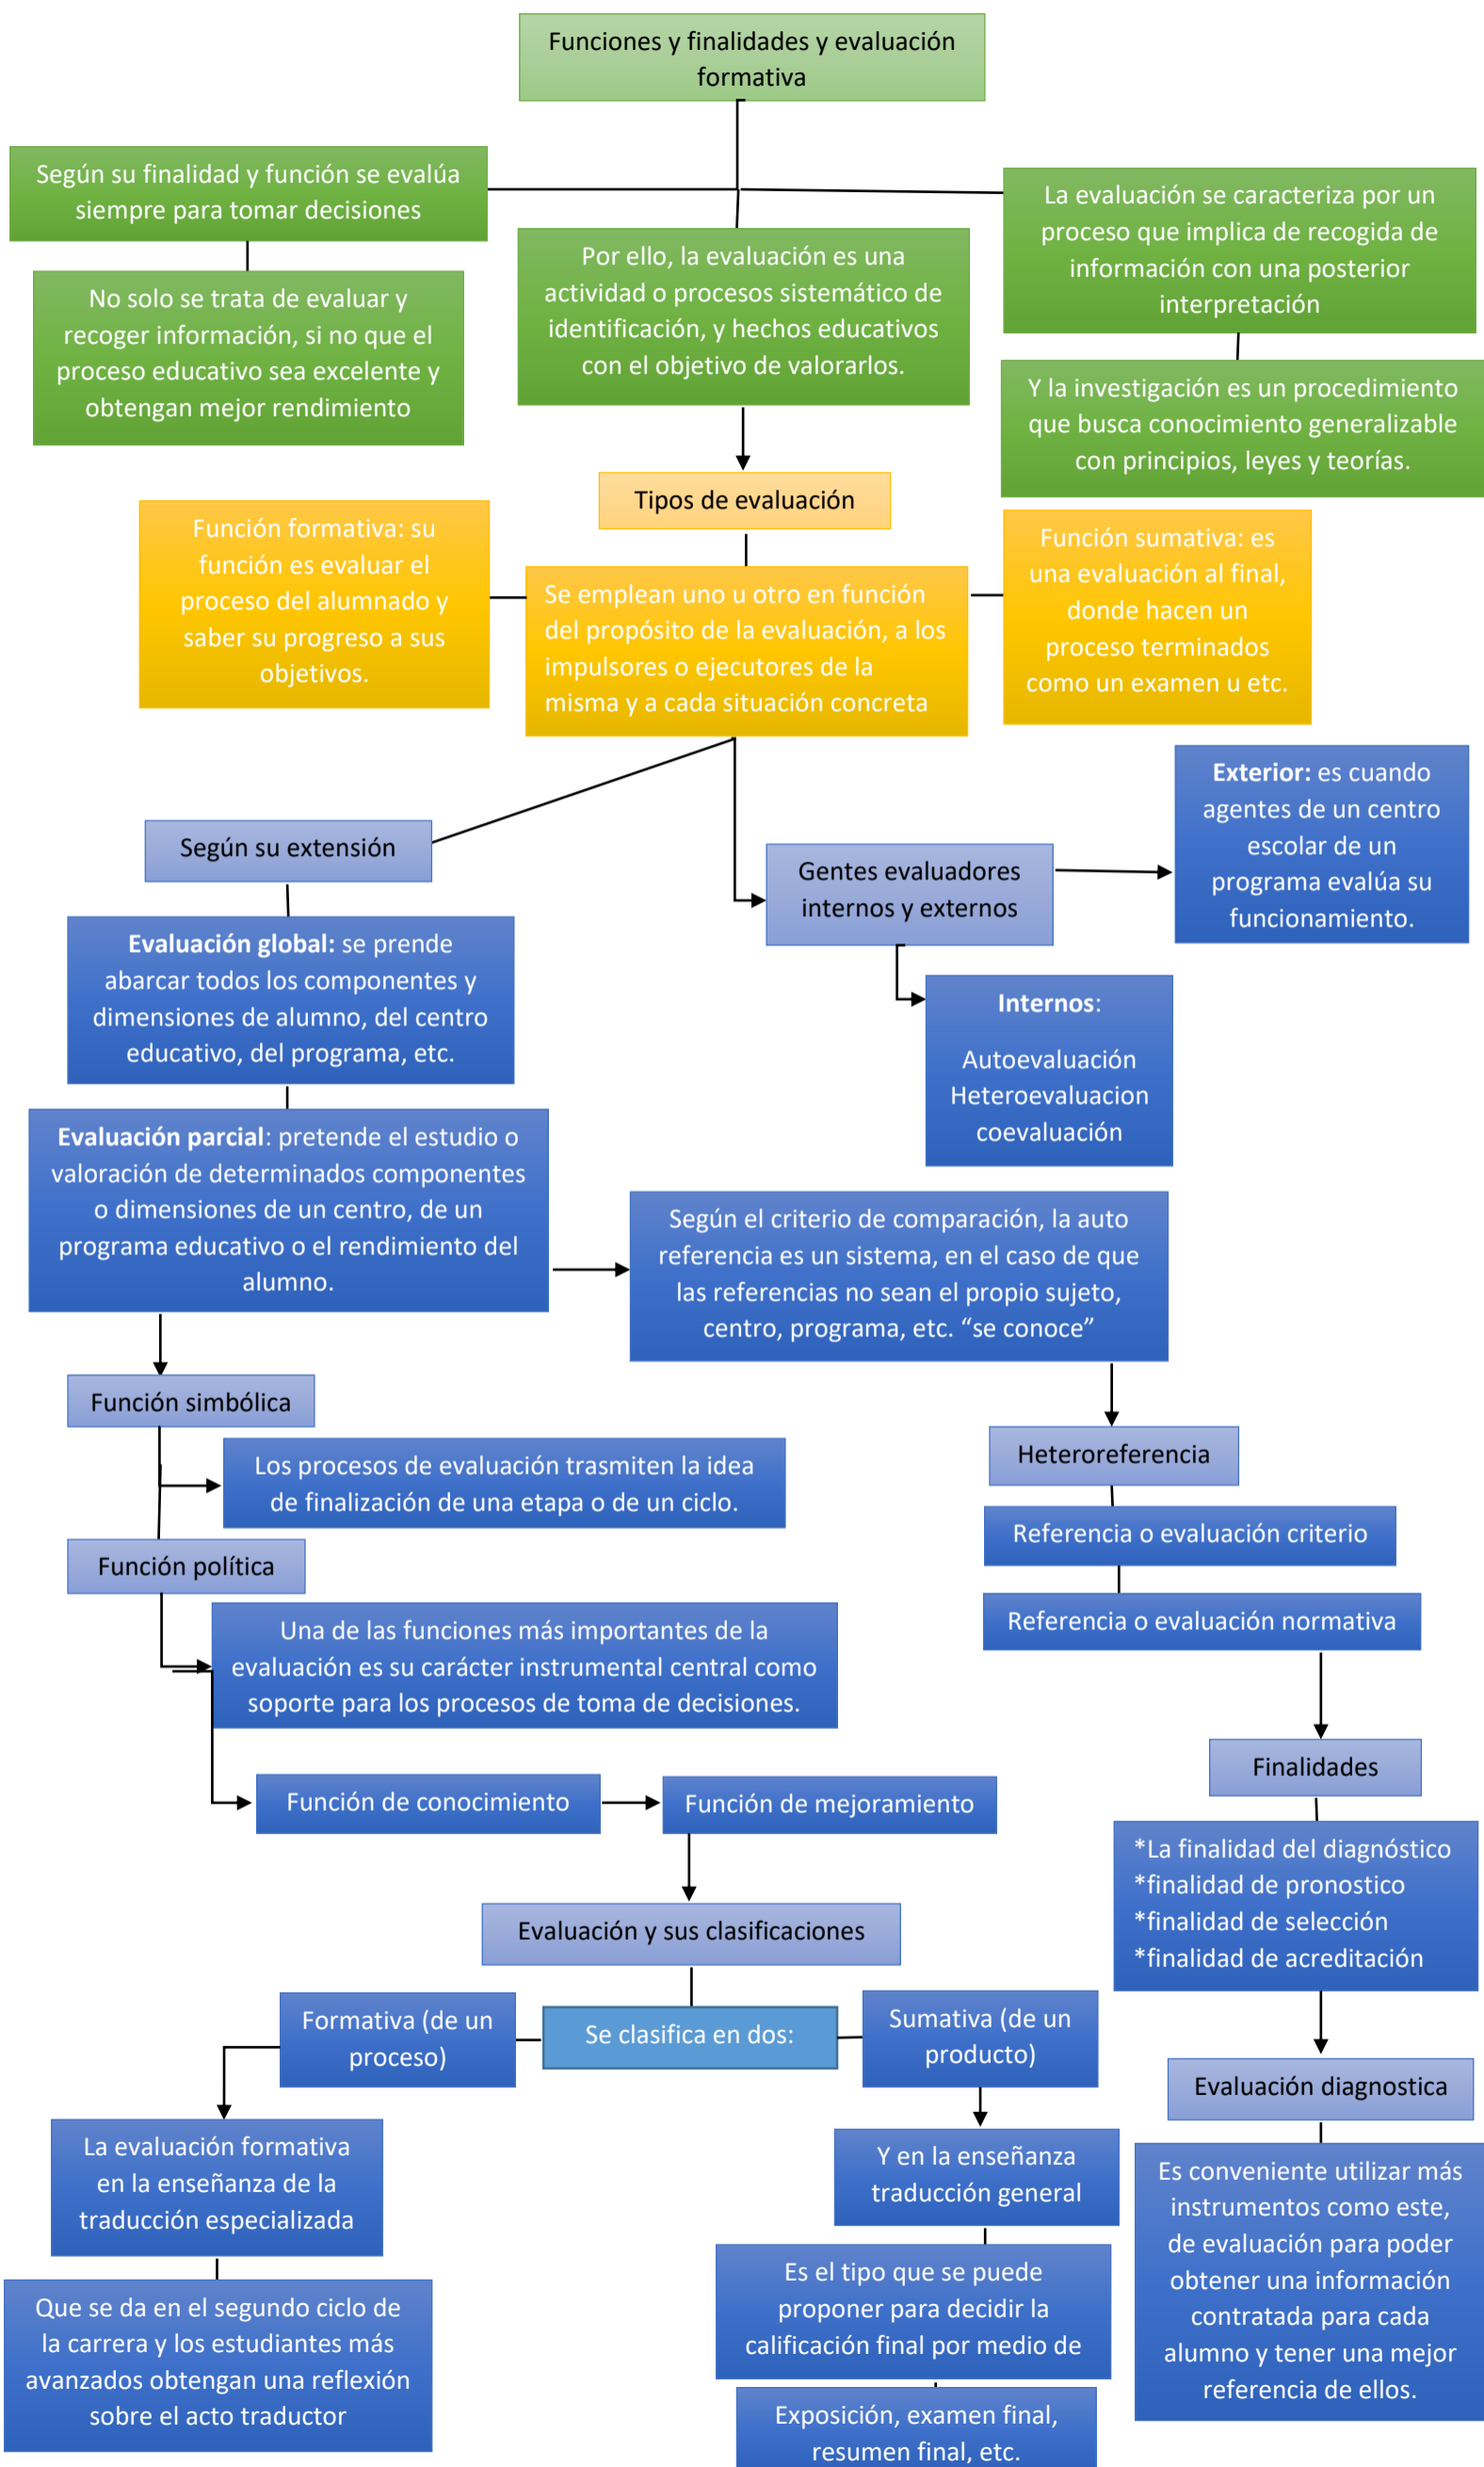 Funciones y finalidades y evaluación
formativa
Según su finalidad y función se evalúa
siempre para tomar decisiones
No solo se trata de evaluar y
recoger información, si no que el
proceso educativo sea excelente y
obtengan mejor rendimiento
Por ello, la evaluación es una
actividad o procesos sistemático de
identificación, y hechos educativos
con el objetivo de valorarlos.
La evaluación se caracteriza por un
proceso que implica de recogida de
información con una posterior
interpretación
Y la investigación es un procedimiento
que busca conocimiento generalizable
con principios, leyes y teorías.
Tipos de evaluación
Función formativa: su
función es evaluar el
proceso del alumnado y
saber su progreso a sus
objetivos.
Se emplean uno u otro en función
del propósito de la evaluación, a los
impulsores o ejecutores de la
misma y a cada situación concreta
Función sumativa: es
una evaluación al final,
donde hacen un
proceso terminados
como un examen u etc.
Según su extensión
Evaluación global: se prende
abarcar todos los componentes y
dimensiones de alumno, del centro
educativo, del programa, etc.
Evaluación parcial: pretende el estudio o
valoración de determinados componentes
o dimensiones de un centro, de un
programa educativo o el rendimiento del
alumno.
Gentes evaluadores
internos y externos
Exterior: es cuando
agentes de un centro
escolar de un
programa evalúa su
funcionamiento.
Internos:
Autoevaluación
Heteroevaluacion
coevaluación
Según el criterio de comparación, la auto
referencia es un sistema, en el caso de que
las referencias no sean el propio sujeto,
centro, programa, etc. “se conoce”
Función simbólica
Los procesos de evaluación trasmiten la idea
de finalización de una etapa o de un ciclo.
Función política
Una de las funciones más importantes de la
evaluación es su carácter instrumental central como
soporte para los procesos de toma de decisiones.
Función de conocimiento
Función de mejoramiento
Heteroreferencia
Referencia o evaluación criterio
Referencia o evaluación normativa
Finalidades
*La finalidad del diagnóstico
*finalidad de pronostico
*finalidad de selección
*finalidad de acreditación
Evaluación diagnostica
Es conveniente utilizar más
instrumentos como este,
de evaluación para poder
obtener una información
contratada para cada
alumno y tener una mejor
referencia de ellos.
Evaluación y sus clasificaciones
Se clasifica en dos:
Formativa (de un
proceso)
La evaluación formativa
en la enseñanza de la
traducción especializada
Que se da en el segundo ciclo de
la carrera y los estudiantes más
avanzados obtengan una reflexión
sobre el acto traductor
Sumativa (de un
producto)
Y en la enseñanza
traducción general
Es el tipo que se puede
proponer para decidir la
calificación final por medio de
Exposición, examen final,
resumen final, etc.